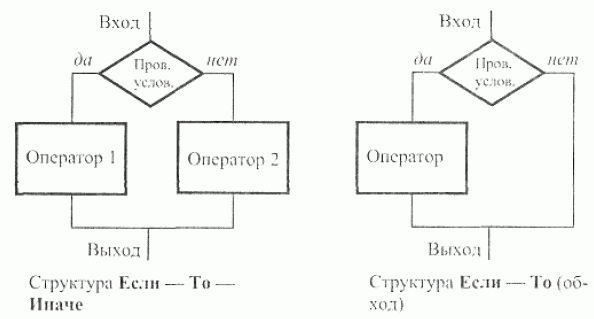 Вход
да
Пров.
услов.
нет
Оператор 1
Оператор 2
Выход
Структура Если — То —
Иначе
Вход
да
Пров.
услов.
нет
Оператор
Выход
Структура Если — То (об-
ход)